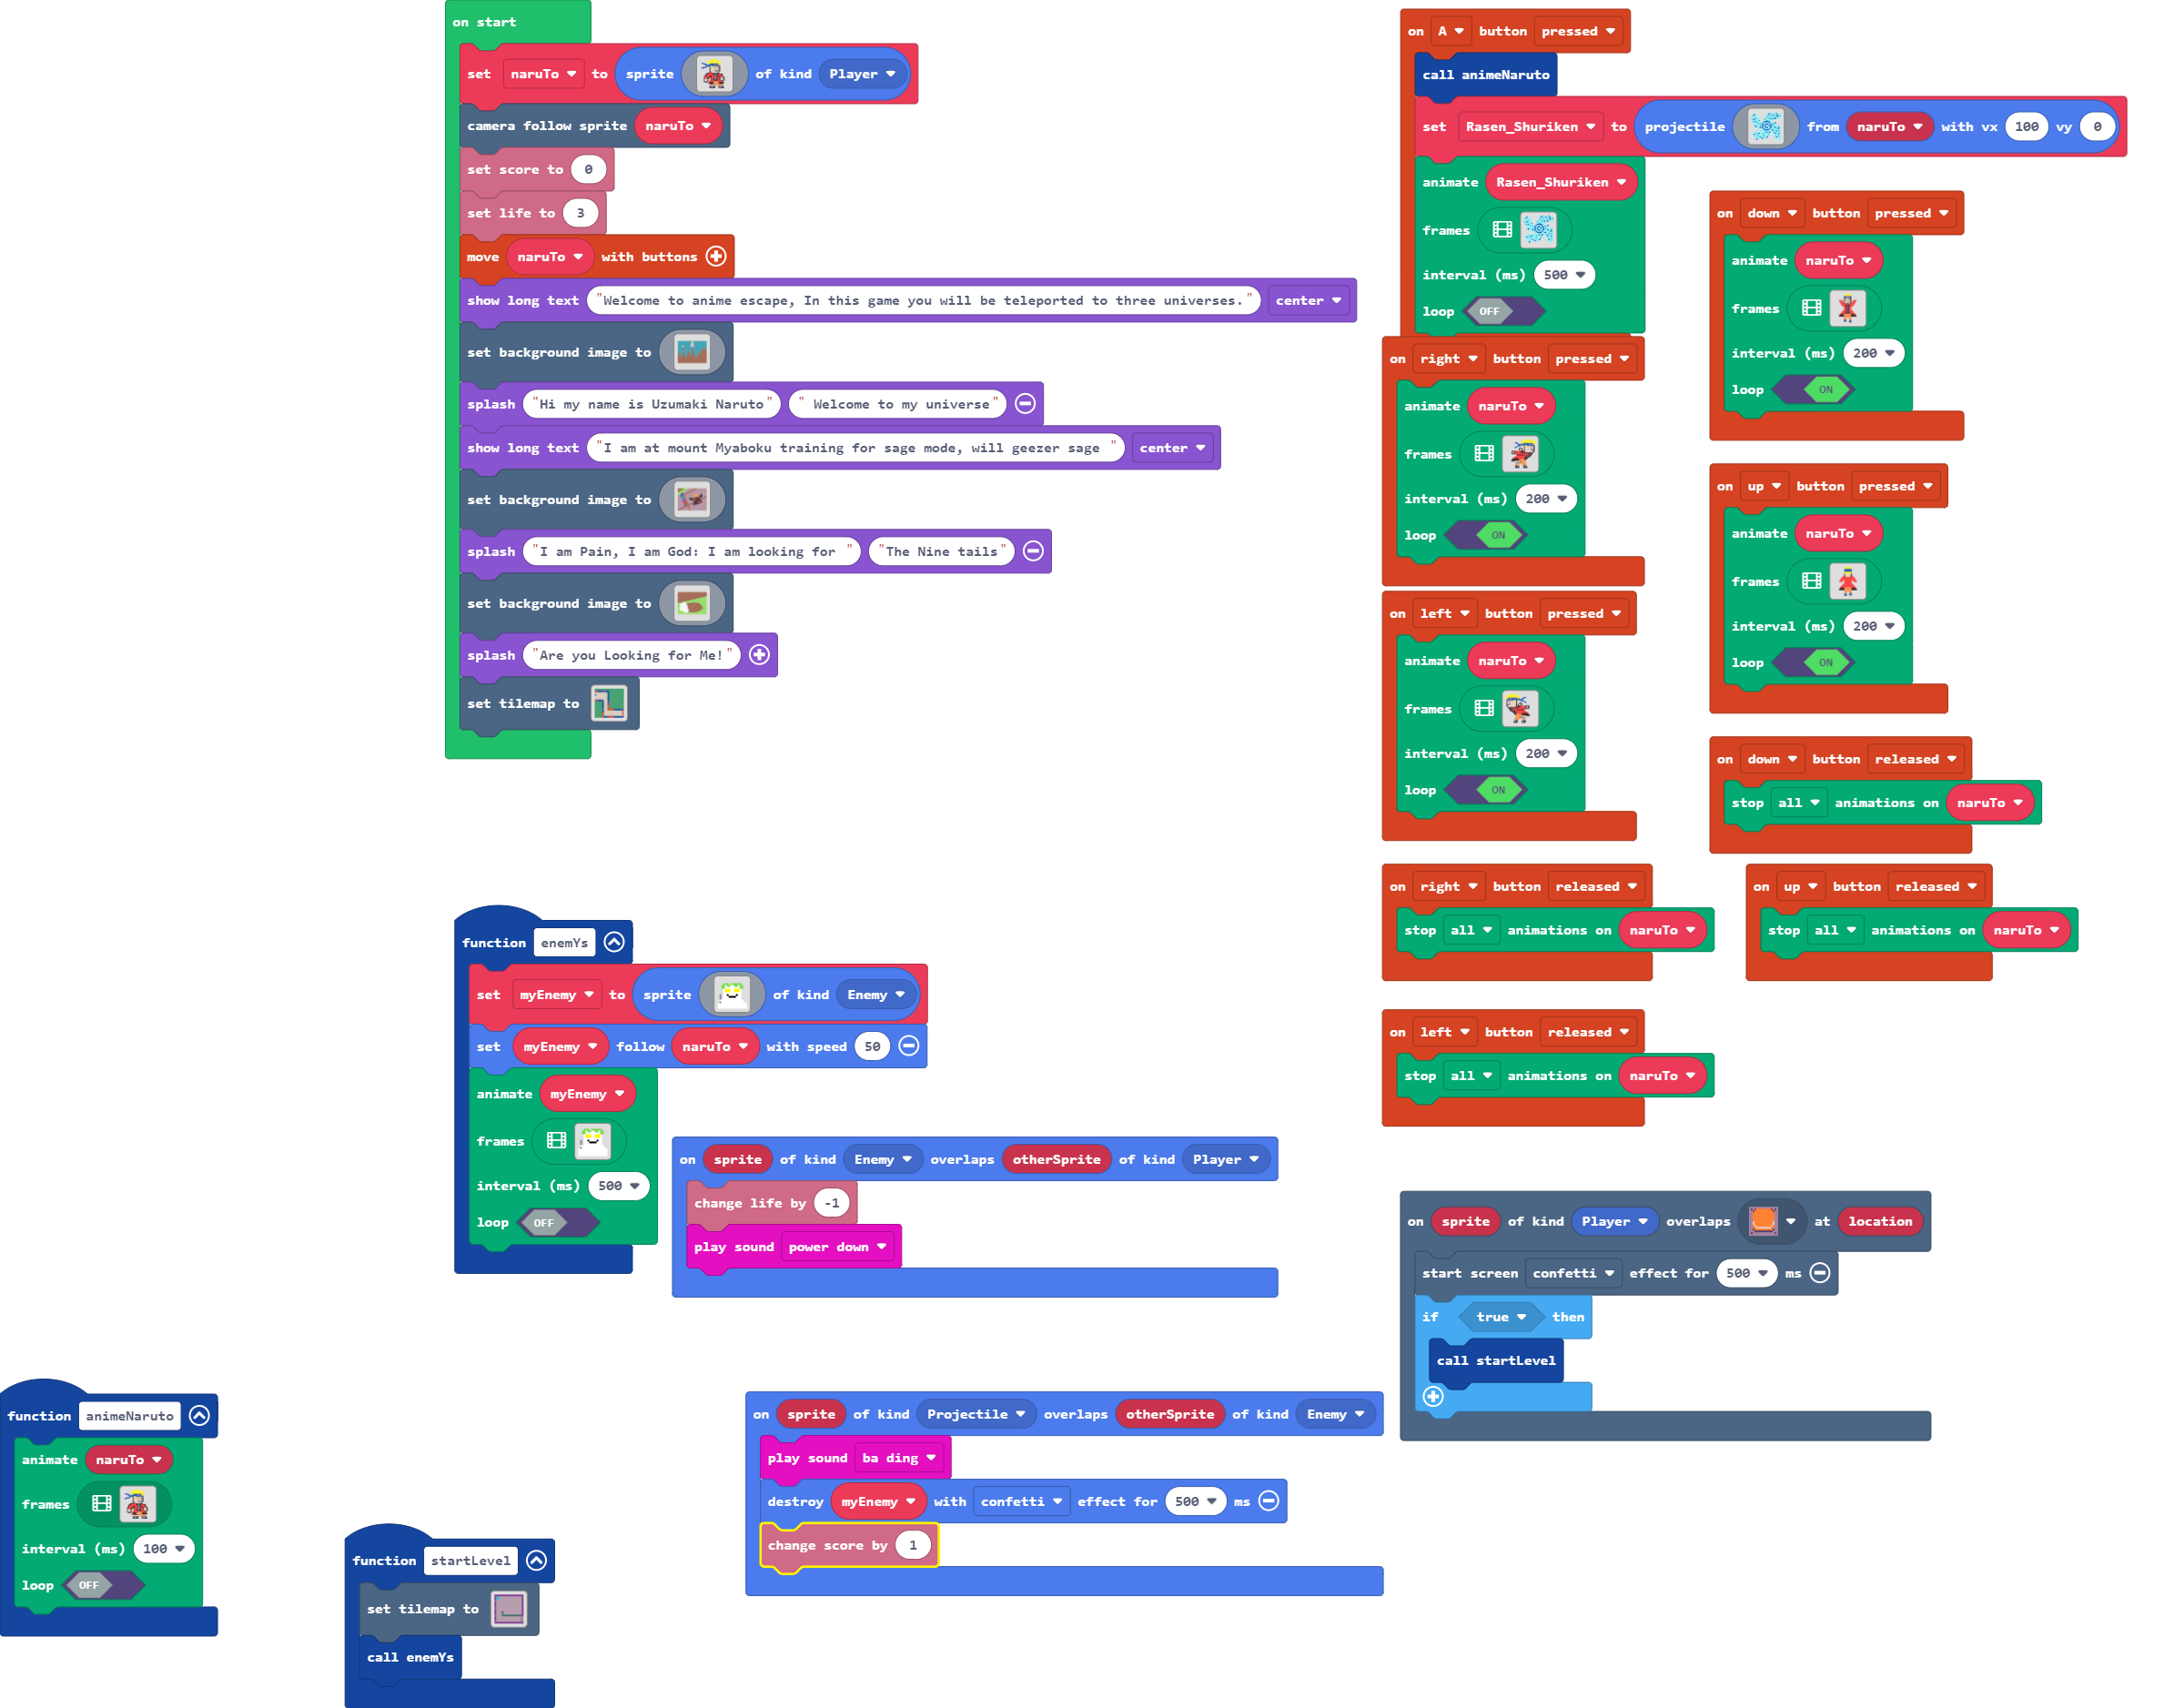 on start
set naruTo to sprite of kind Player
camera follow sprite naruTo
set score to 0
set life to 3
move naruTo with buttons
show long text "Welcome to anime escape, In this game you will be teleported to three universes." center
set background image to
splash "Hi my name is Uzumaki Naruto" " Welcome to my universe"
show long text "I am at mount Myaboku training for sage mode, will geezer sage " center
set background image to
splash "I am Pain, I am God: I am looking for " "The Nine tails"
set background image to
splash "Are you Looking for Me!"
set tilemap to
on A button pressed
call animeNaruto
set Rasen_Shuriken to projectile from naruTo with vx 100 vy 0
animate Rasen_Shuriken
frames
interval (ms) 500
loop OFF
on right button pressed
animate naruTo
frames
interval (ms) 200
loop ON
on left button pressed
animate naruTo
frames
interval (ms) 200
loop ON
on right button released
stop all animations on naruTo
on left button released
stop all animations on naruTo
on down button pressed
animate naruTo
frames
interval (ms) 200
loop ON
on up button pressed
animate naruTo
frames
interval (ms) 200
loop ON
on down button released
stop all animations on naruTo
on up button released
stop all animations on naruTo
function enemYs
set myEnemy to sprite of kind Enemy
set myEnemy follow naruTo with speed 50
animate myEnemy
frames
interval (ms) 500
loop OFF
on sprite of kind Enemy overlaps otherSprite of kind Player
change life by -1
play sound power down
on sprite of kind Player overlaps at location
start screen confetti effect for 500 ms
if true then
call startLevel
function animeNaruto
animate naruTo
frames
interval (ms) 100
loop OFF
function startLevel
set tilemap to
call enemYs
on sprite of kind Projectile overlaps otherSprite of kind Enemy
play sound ba ding
destroy myEnemy with confetti effect for 500 ms
change score by 1